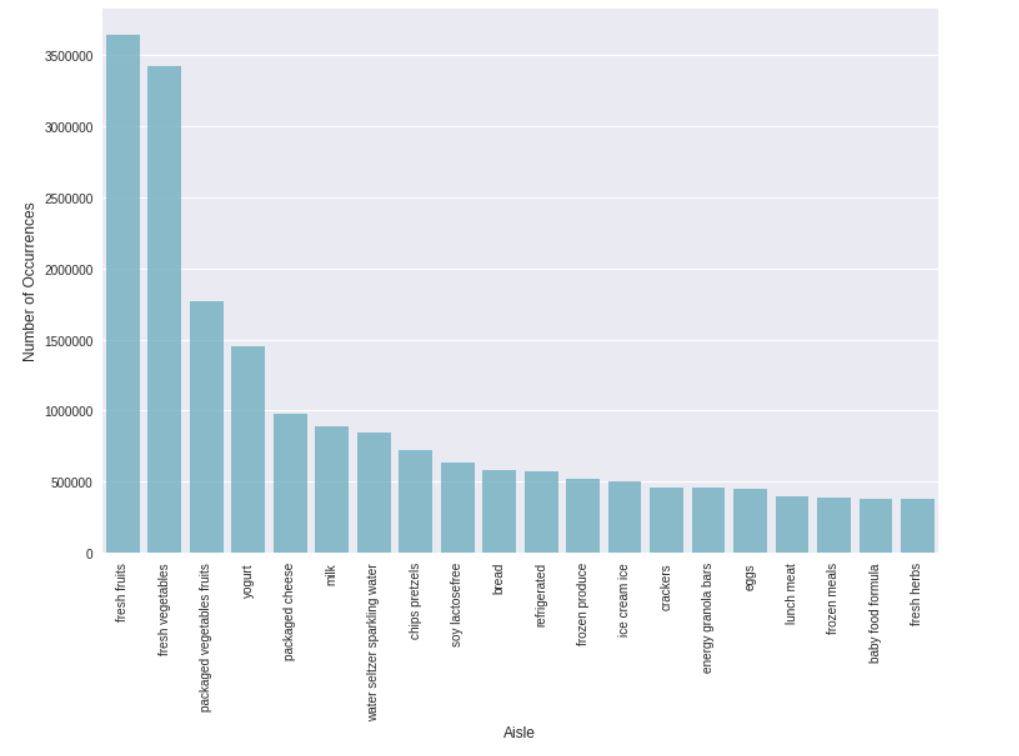 3500000
3000000
2500000
2000000
1500000
1000000
500000
0
Number of Occurrences
fresh fruits
fresh vegetables
packaged vegetables fruits
yogurt
packaged cheese
milk
water seltzer sparkling water
chips pretzels
soy lactosefree
bread
refrigerated
frozen produce
ice cream ice
crackers
energy granola bars
eggs
lunch meat
frozen meals
baby food formula
fresh herbs
Aisle